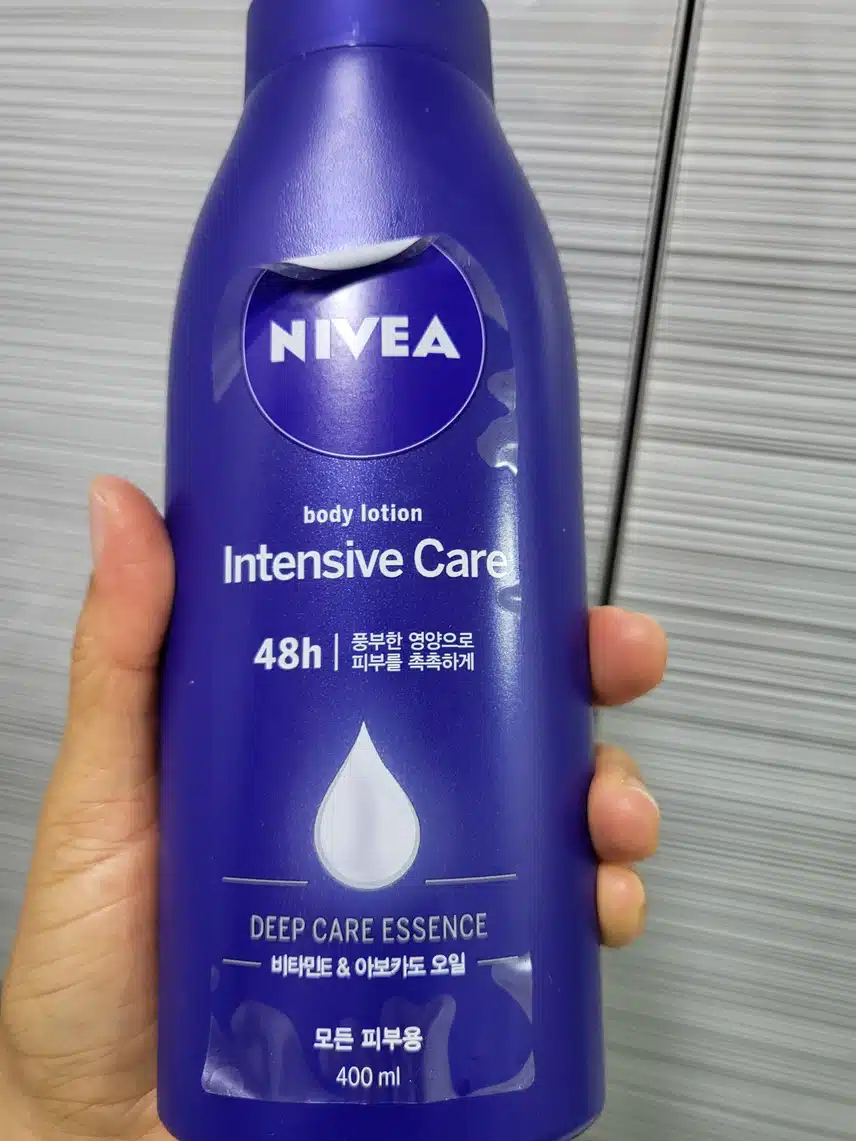 NIVEA
body lotion
Intensive Care
48h
풍부한 영양으로
피부를 촉촉하게
DEEP CARE ESSENCE
비타민E & 아보카도 오일
모든 피부용
400 ml